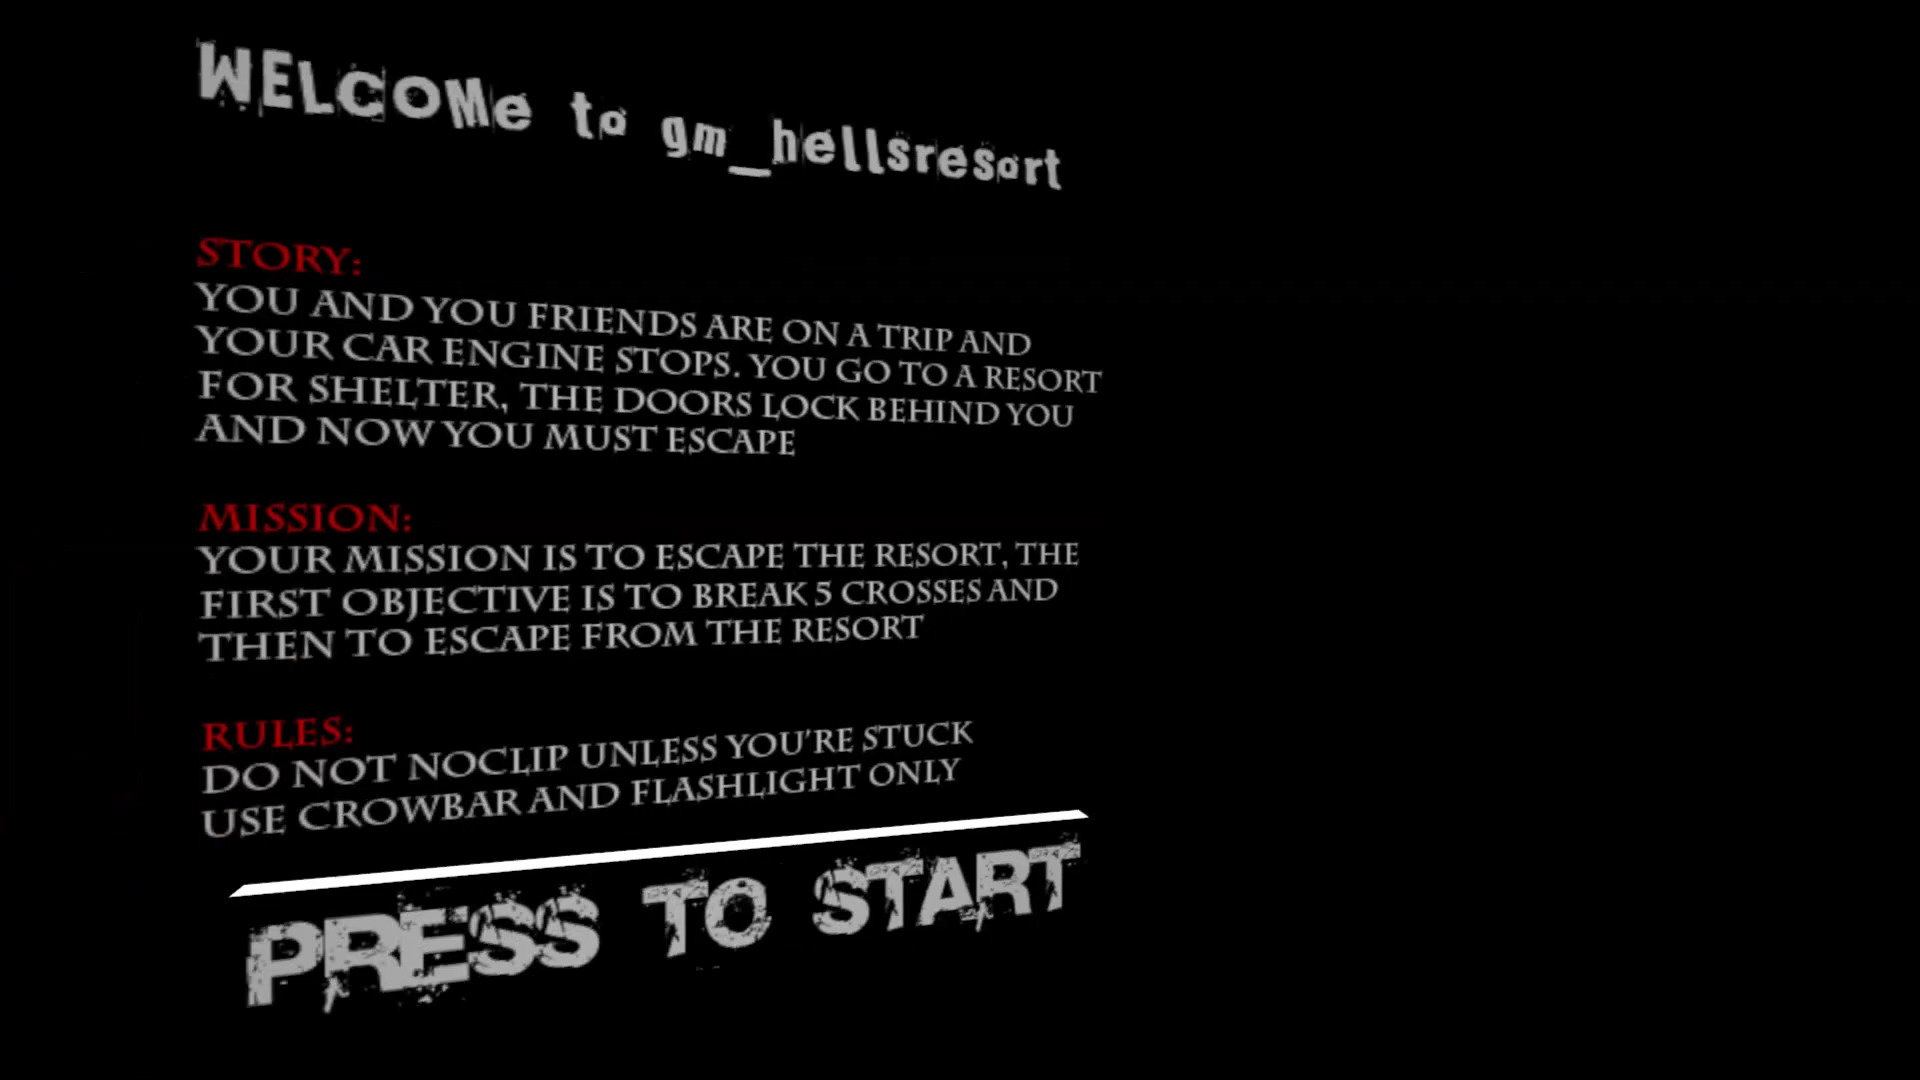 WELCOMe to gm_hellsresort
STORY:
YOU AND YOU FRIENDS ARE ON A TRIP AND
YOUR CAR ENGINE STOPS. YOU GO TO A RESORT
FOR SHELTER, THE DOORS LOCK BEHIND YOU
AND NOW YOU MUST ESCAPE
MISSION:
YOUR MISSION IS TO ESCAPE THE RESORT, THE
FIRST OBJECTIVE IS TO BREAK 5 CROSSES AND
THEN TO ESCAPE FROM THE RESORT
RULES:
DO NOT NOCLIP UNLESS YOU'RE STUCK
USE CROWBAR AND FLASHLIGHT ONLY
PRESS TO START